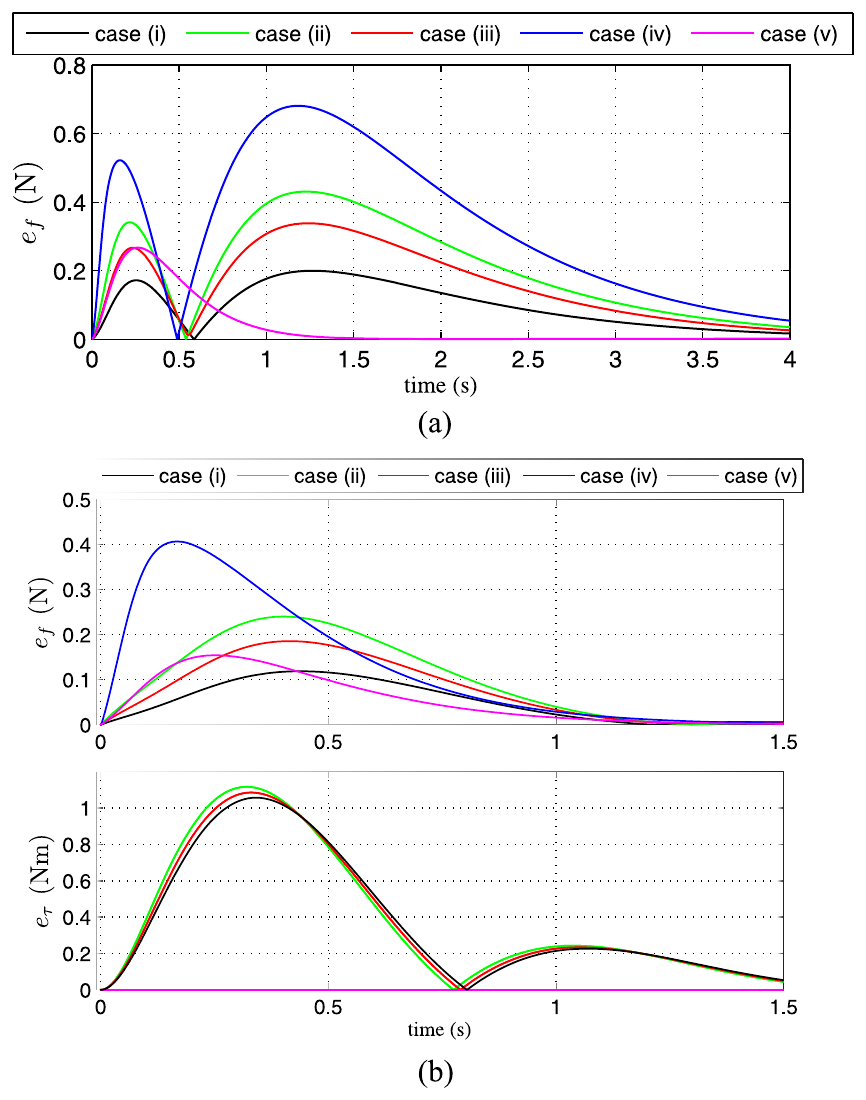 case (i) case (ii) case (iii) case (iv) case (v)
0.8
0.6
0.4
0.2
0
e_f (N)
0 0.5 1 1.5 2 2.5 3 3.5 4
time (s)
(a)
case (i) case (ii) case (iii) case (iv) case (v)
0.5
0.4
0.3
0.2
0.1
0
e_f (N)
0 0.5 1 1.5
1
0.8
0.6
0.4
0.2
0
e_τ (Nm)
0 0.5 1 1.5
time (s)
(b)